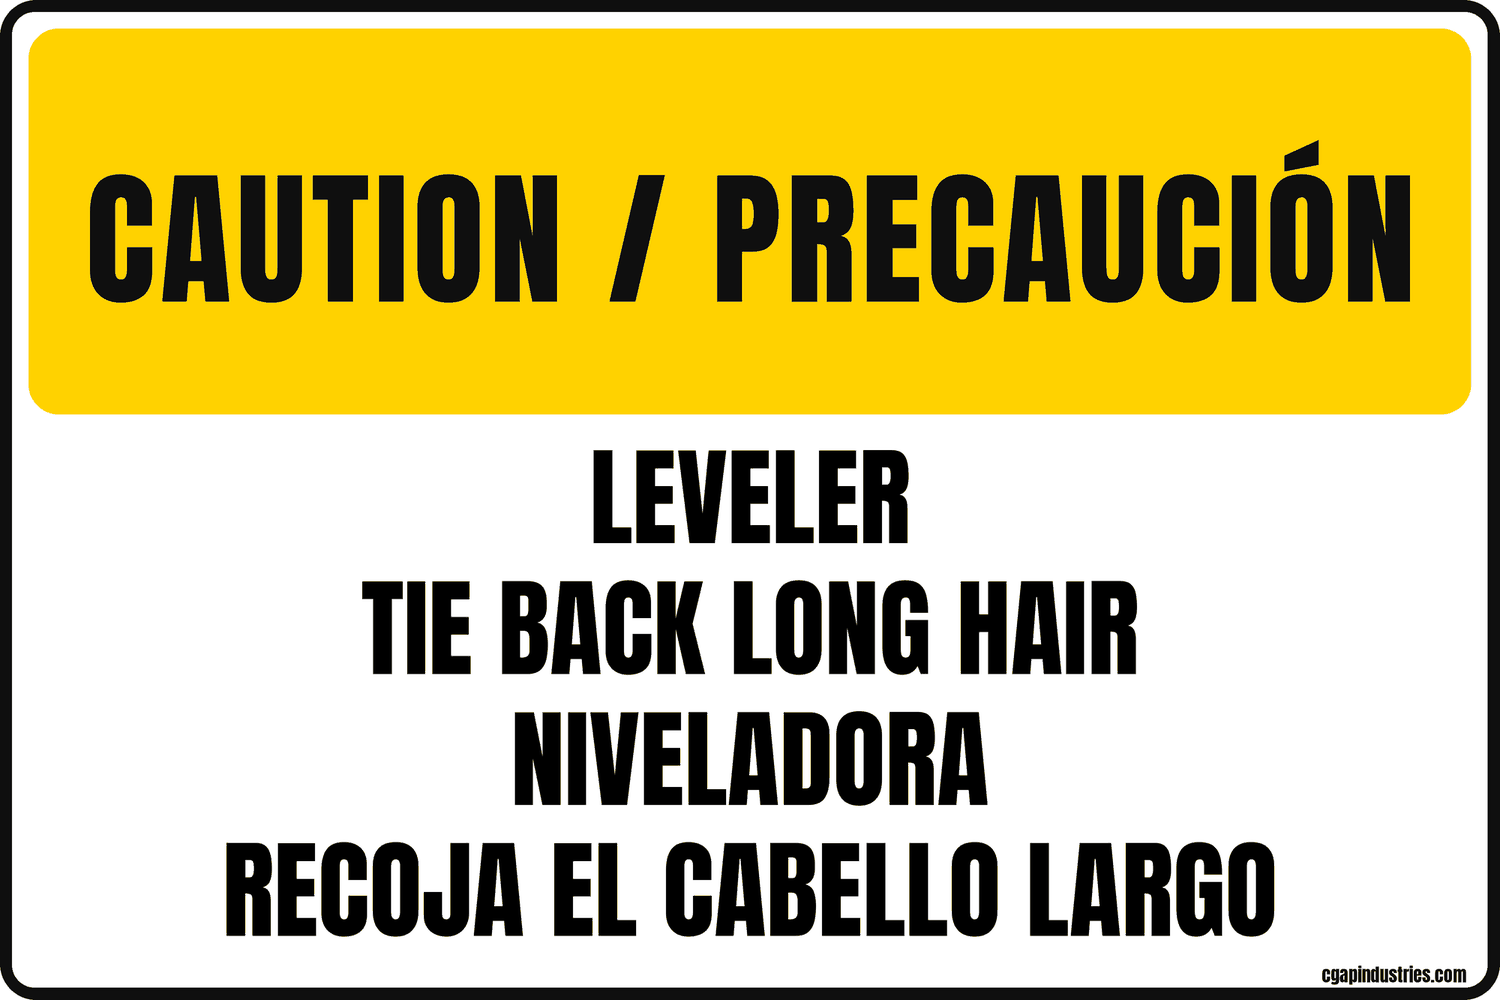 CAUTION / PRECAUCIÓN
LEVELER
TIE BACK LONG HAIR
NIVELADORA
RECOJA EL CABELLO LARGO
cgapindustries.com